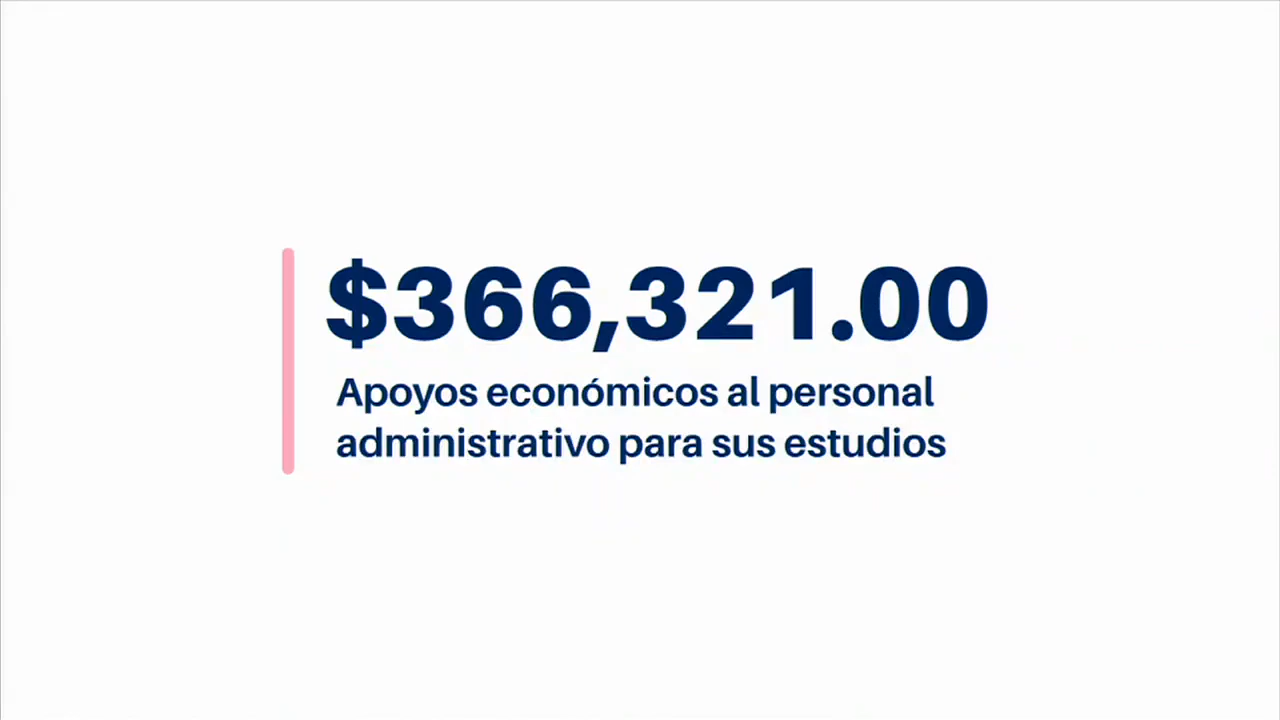 $366,321.00
Apoyos económicos al personal
administrativo para sus estudios